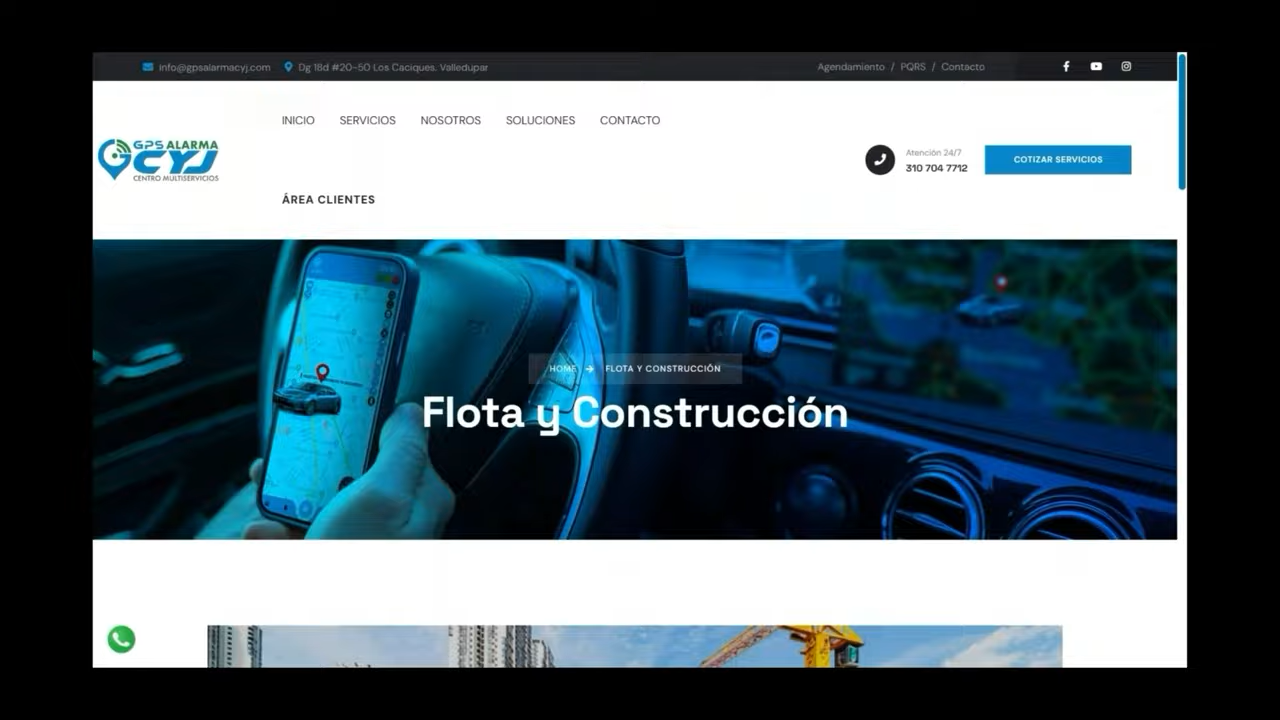 info@gpsalarmacyj.com Dg 18d #20-50 Los Caciques. Valledupar
Agendamiento / PQRS / Contacto
INICIO SERVICIOS NOSOTROS SOLUCIONES CONTACTO
GPS ALARMA
CYJ
CENTRO MULTISERVICIOS
Atención 24/7
310 704 7712
COTIZAR SERVICIOS
ÁREA CLIENTES
HOME → FLOTA Y CONSTRUCCIÓN
Flota y Construcción